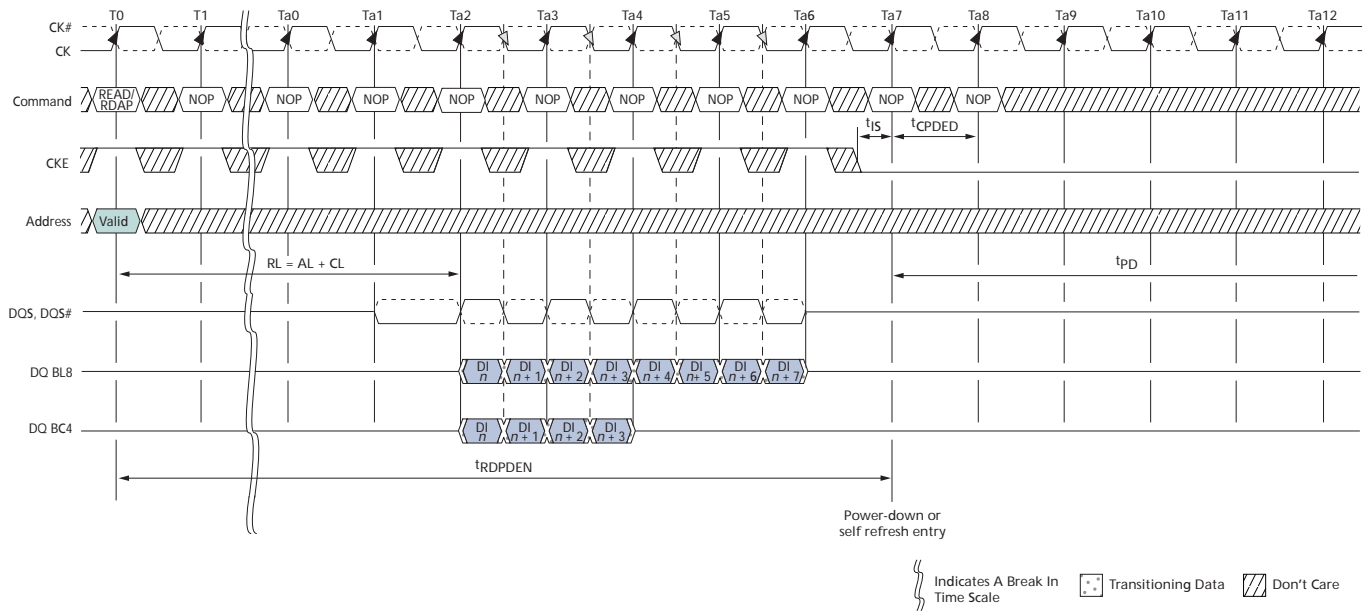 T0 T1 Ta0 Ta1 Ta2 Ta3 Ta4 Ta5 Ta6 Ta7 Ta8 Ta9 Ta10 Ta11 Ta12
CK#
CK
Command READ/RDAP NOP NOP NOP NOP NOP NOP NOP NOP NOP NOP
tIS tCPDED
CKE
Address Valid
RL = AL + CL
tPD
DQS, DQS#
DQ BL8 DI n DI n + 1 DI n + 2 DI n + 3 DI n + 4 DI n+ 5 DI n + 6 DI n + 7
DQ BC4 DI n DI n + 1 DI n + 2 DI n + 3
tRDPDEN
Power-down or
self refresh entry
Indicates A Break In
Time Scale
Transitioning Data
Don't Care